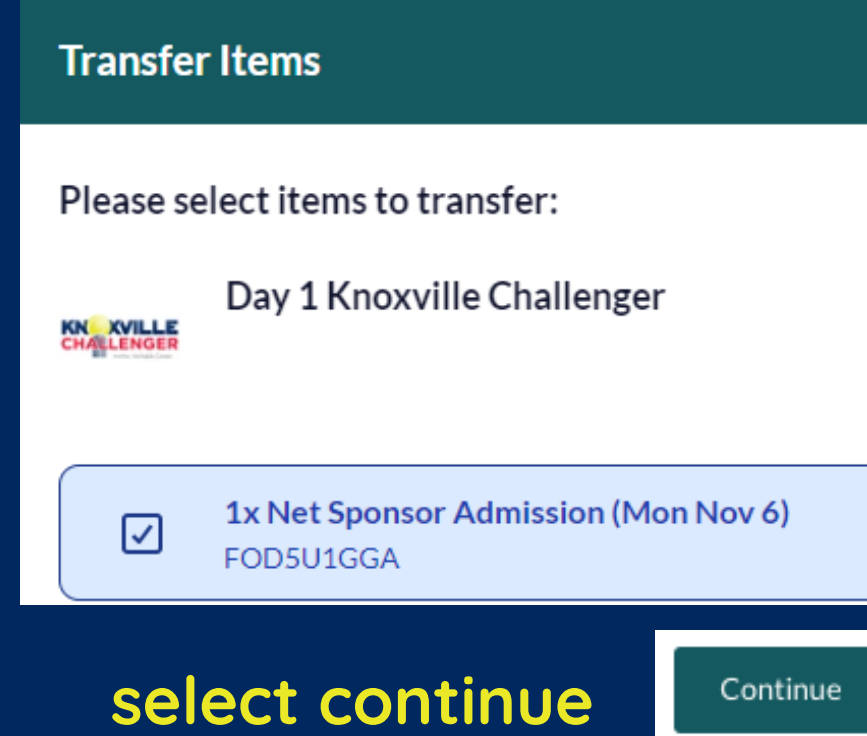 Transfer Items
Please select items to transfer:
Day 1 Knoxville Challenger
KNOXVILLE
CHALLENGER
1x Net Sponsor Admission (Mon Nov 6)
FOD5U1GGA
select continue
Continue